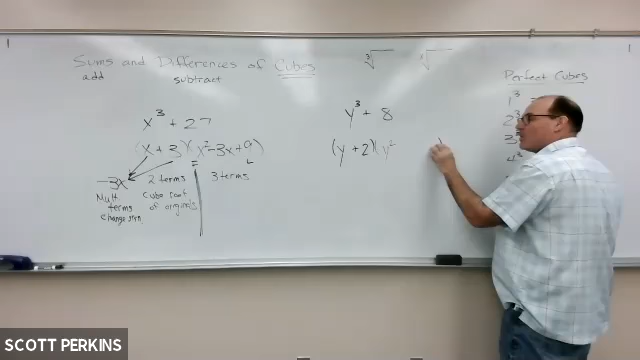 Sums and Differences of Cubes
add subtract
∛ ∛
Perfect Cubes
1³
2³
3³
4³
x³ + 27
y³ + 8
(x + 3)(x² - 3x + 9)
(y + 2)(y²
-3x
2 terms
3 terms
Mult
terms
change sign
Cube root
of originals
SCOTT PERKINS